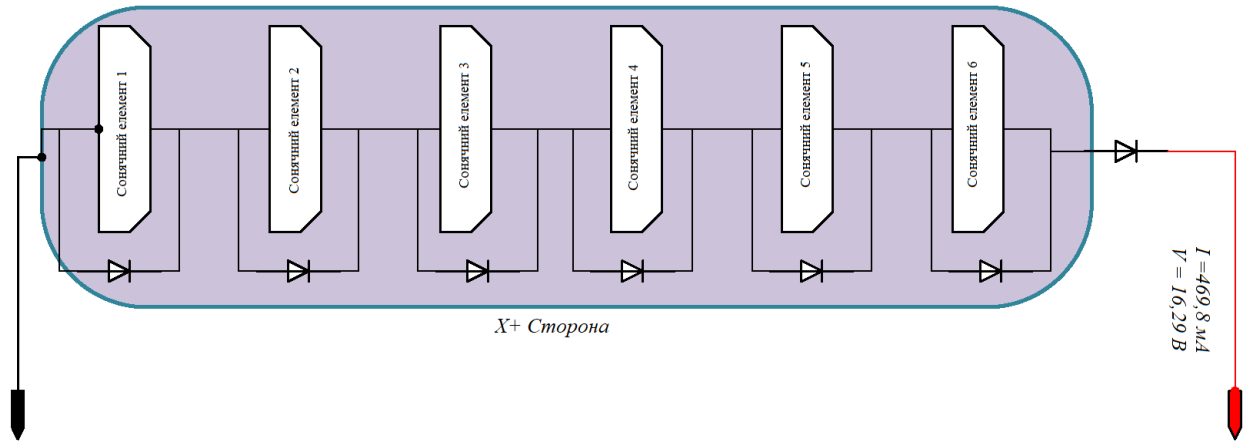 Сонячний елемент 1
Сонячний елемент 2
Сонячний елемент 3
Сонячний елемент 4
Сонячний елемент 5
Сонячний елемент 6
I =469,8 мА
V = 16,29 В
X+ Сторона